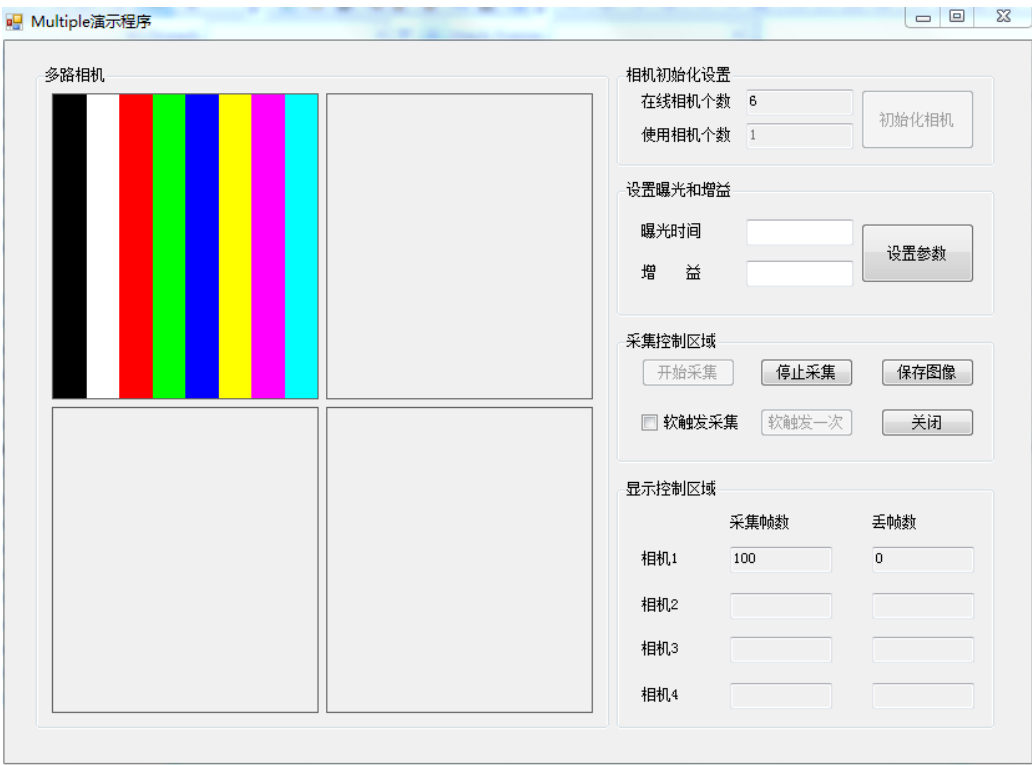 Multiple演示程序
多路相机
相机初始化设置
在线相机个数 6
初始化相机
使用相机个数 1
设置曝光和增益
曝光时间
设置参数
增 益
采集控制区域
开始采集 停止采集 保存图像
软触发采集 软触发一次 关闭
显示控制区域
采集帧数 丢帧数
相机1 100 0
相机2
相机3
相机4